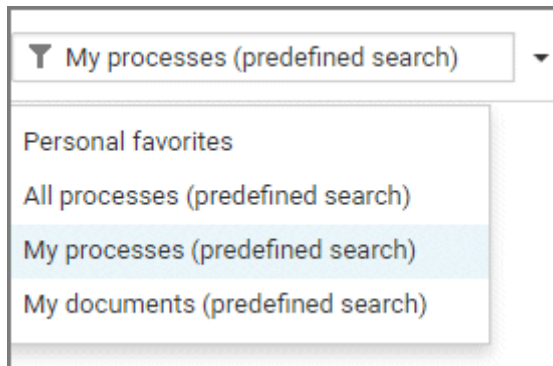 My processes (predefined search)
Personal favorites
All processes (predefined search)
My processes (predefined search)
My documents (predefined search)